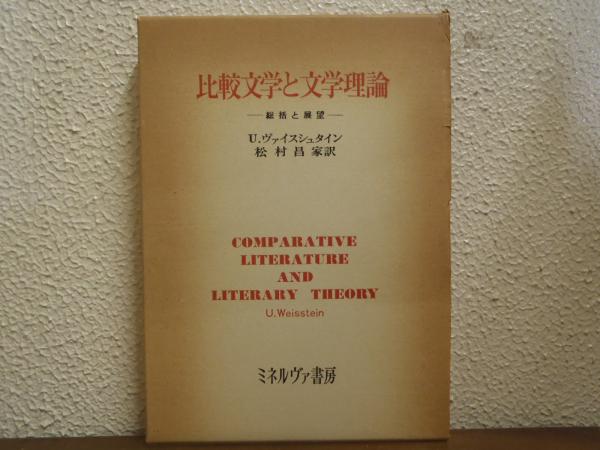 比較文学と文学理論
―総括と展望―
U.ヴァイスシュタイン
松村昌家訳
COMPARATIVE
LITERATURE
AND
LITERARY THEORY
U.Weisstein
ミネルヴァ書房